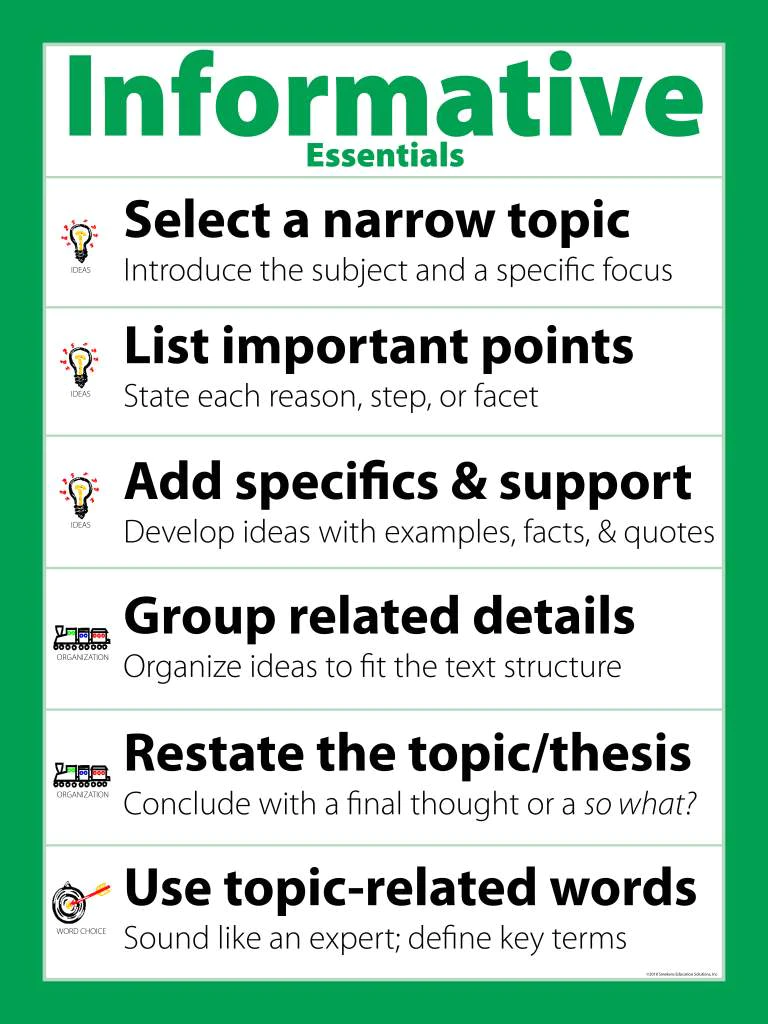 Informative
Essentials
Select a narrow topic
IDEAS
Introduce the subject and a specific focus
List important points
IDEAS
State each reason, step, or facet
Add specifics & support
IDEAS
Develop ideas with examples, facts, & quotes
Group related details
ORGANIZATION
Organize ideas to fit the text structure
Restate the topic/thesis
ORGANIZATION
Conclude with a final thought or a so what?
Use topic-related words
WORD CHOICE
Sound like an expert; define key terms
Smekens Education Solutions, Inc